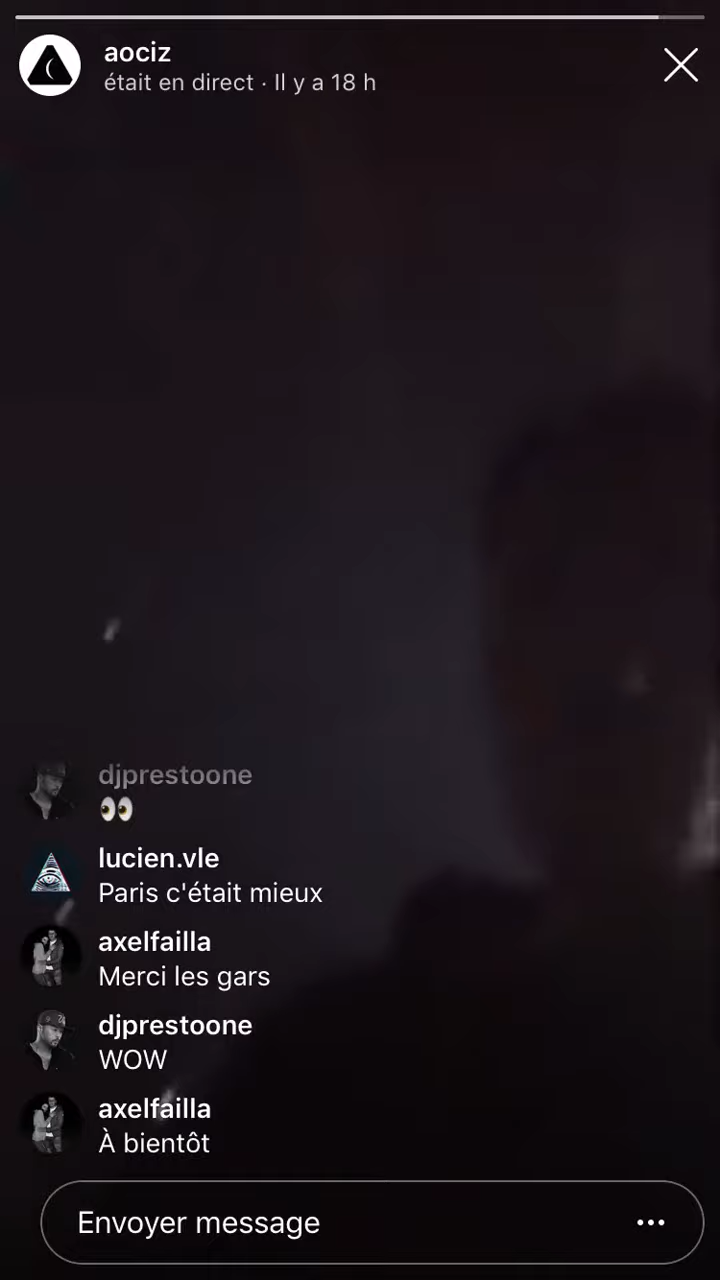 aociz
était en direct · Il y a 18 h
djprestoone
👀
lucien.vle
Paris c'était mieux
axelfailla
Merci les gars
djprestoone
WOW
axelfailla
À bientôt
Envoyer message